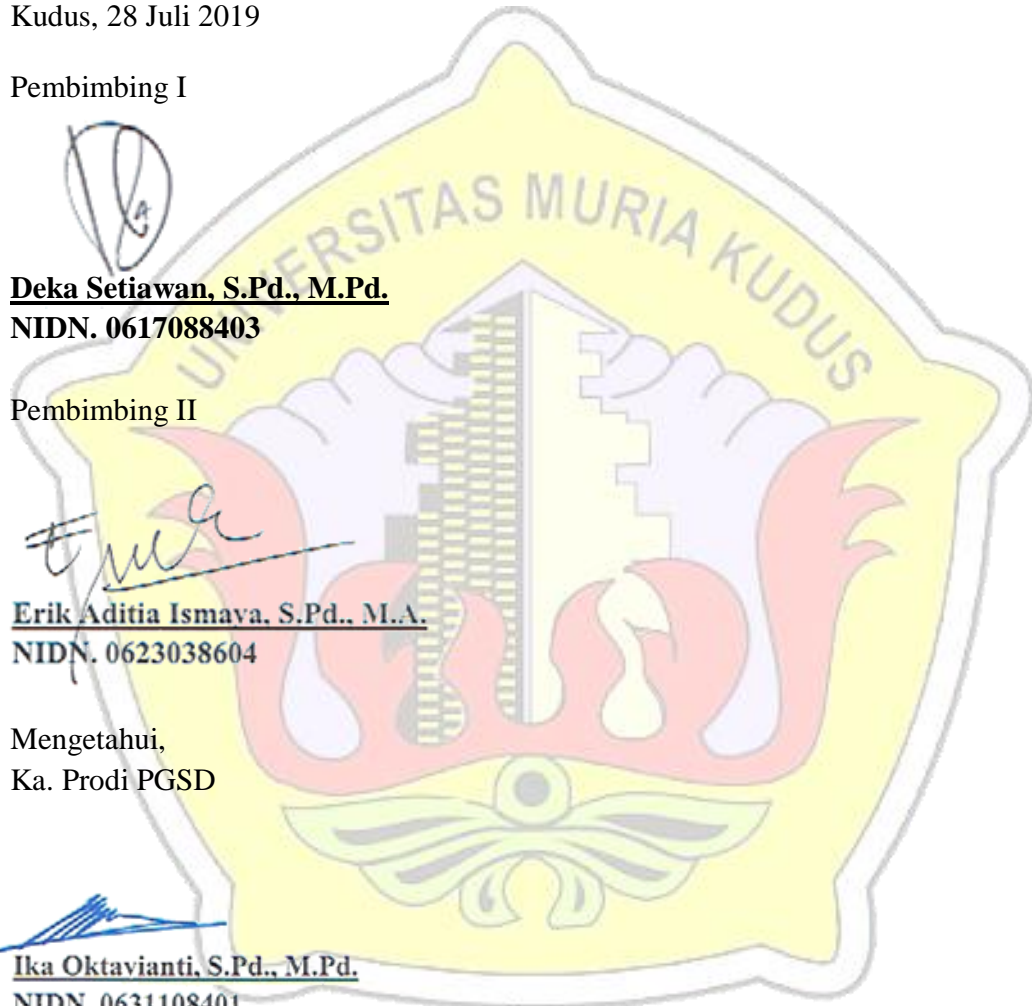 Kudus, 28 Juli 2019
Pembimbing I
Deka Setiawan, S.Pd., M.Pd.
NIDN. 0617088403
Pembimbing II
Erik Aditia Ismaya, S.Pd., M.A.
NIDN. 0623038604
Mengetahui,
Ka. Prodi PGSD
Ika Oktavianti, S.Pd., M.Pd.
NIDN. 0631108401
UNIVERSITAS MURIA KUDUS